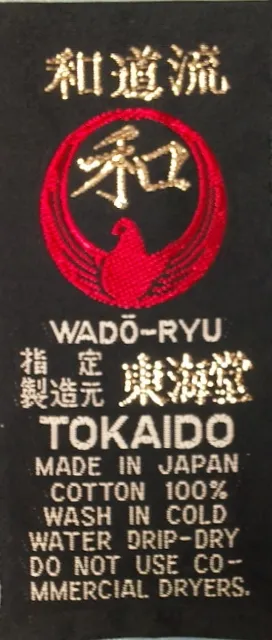 和道流
和
WADŌ-RYU
指定
製造元 東海堂
TOKAIDO
MADE IN JAPAN
COTTON 100%
WASH IN COLD
WATER DRIP-DRY
DO NOT USE CO-
MMERCIAL DRYERS.